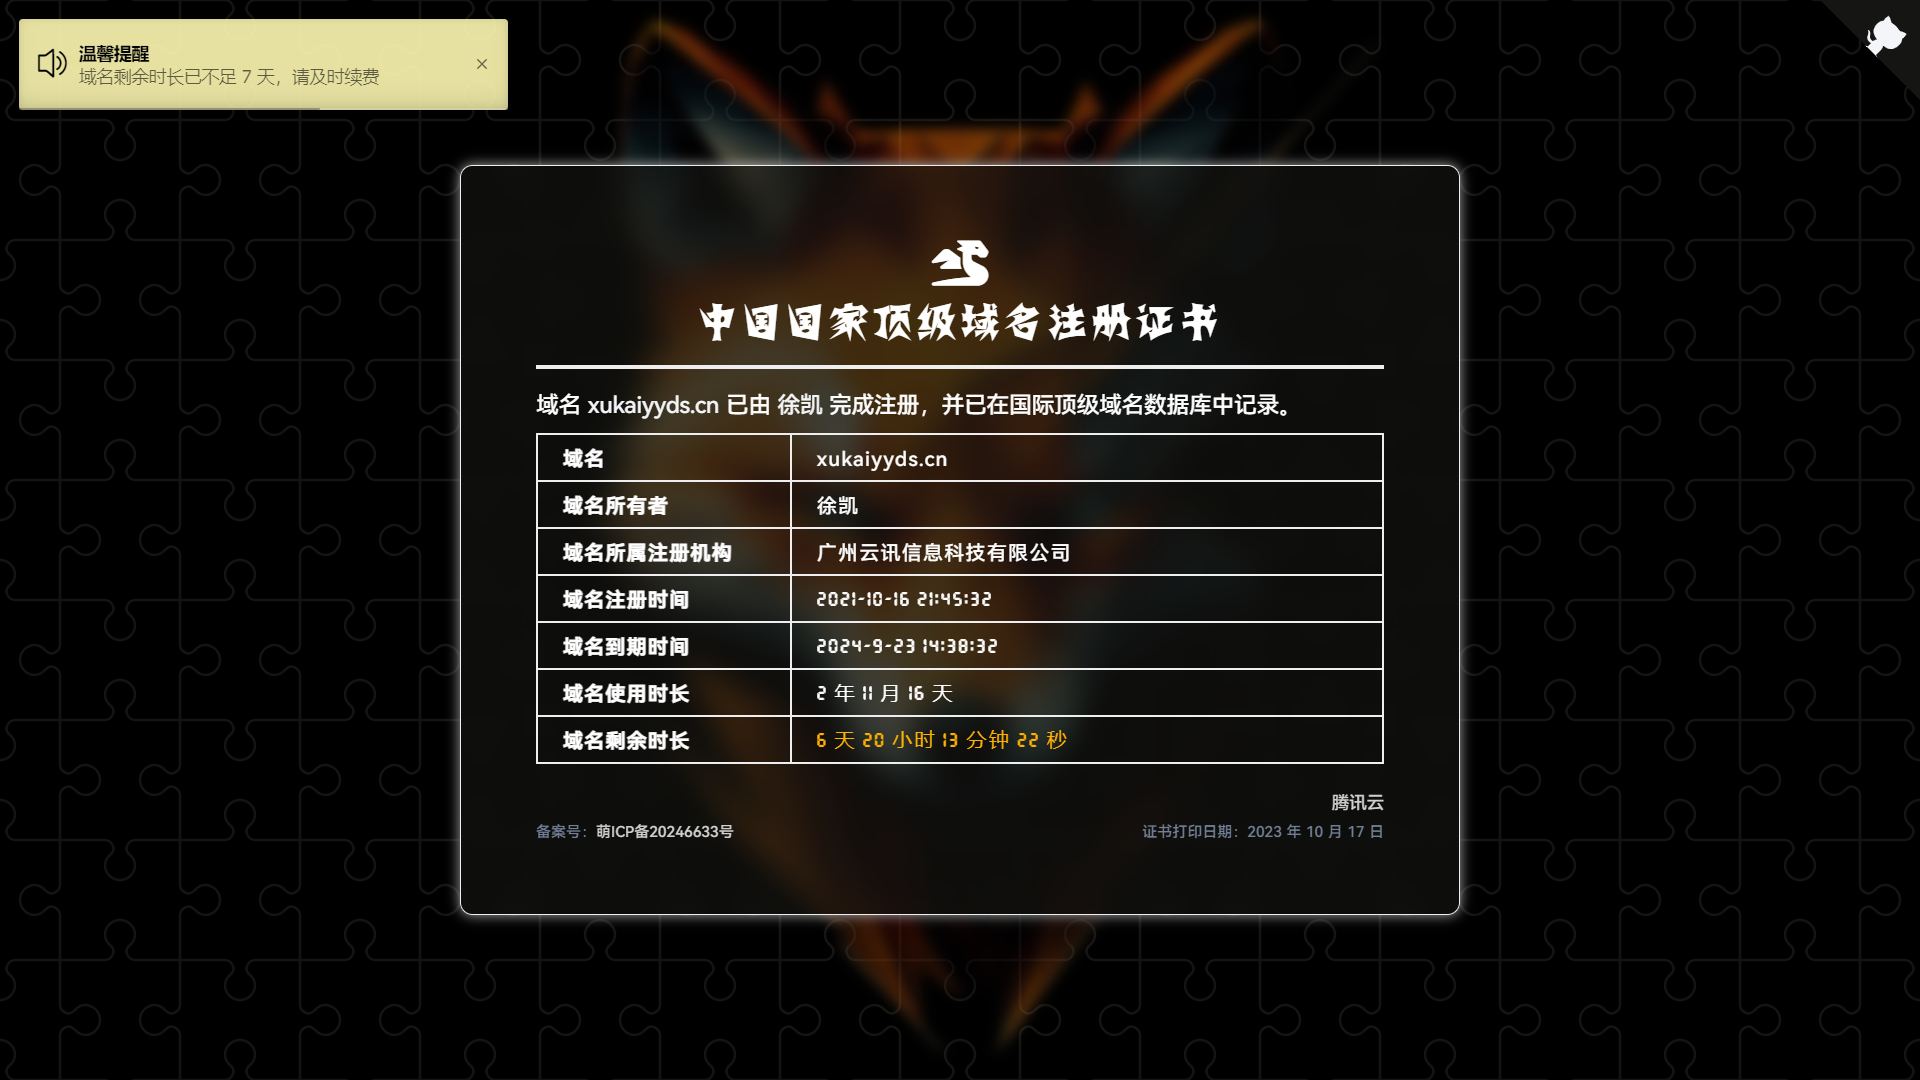 温馨提醒
域名剩余时长已不足 7 天，请及时续费
中国国家顶级域名注册证书
域名 xukaiyyds.cn 已由 徐凯 完成注册，并已在国际顶级域名数据库中记录。
域名 xukaiyyds.cn
域名所有者 徐凯
域名所属注册机构 广州云讯信息科技有限公司
域名注册时间 2021-10-16 21:45:32
域名到期时间 2024-9-23 14:38:32
域名使用时长 2 年 11 月 16 天
域名剩余时长 6 天 20 小时 13 分钟 22 秒
腾讯云
备案号：萌ICP备20246633号 证书打印日期：2023 年 10 月 17 日